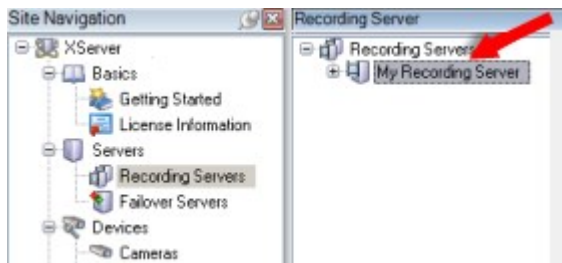 Site Navigation
XServer
Basics
Getting Started
License Information
Servers
Recording Servers
Failover Servers
Devices
Cameras
Recording Server
Recording Servers
My Recording Server